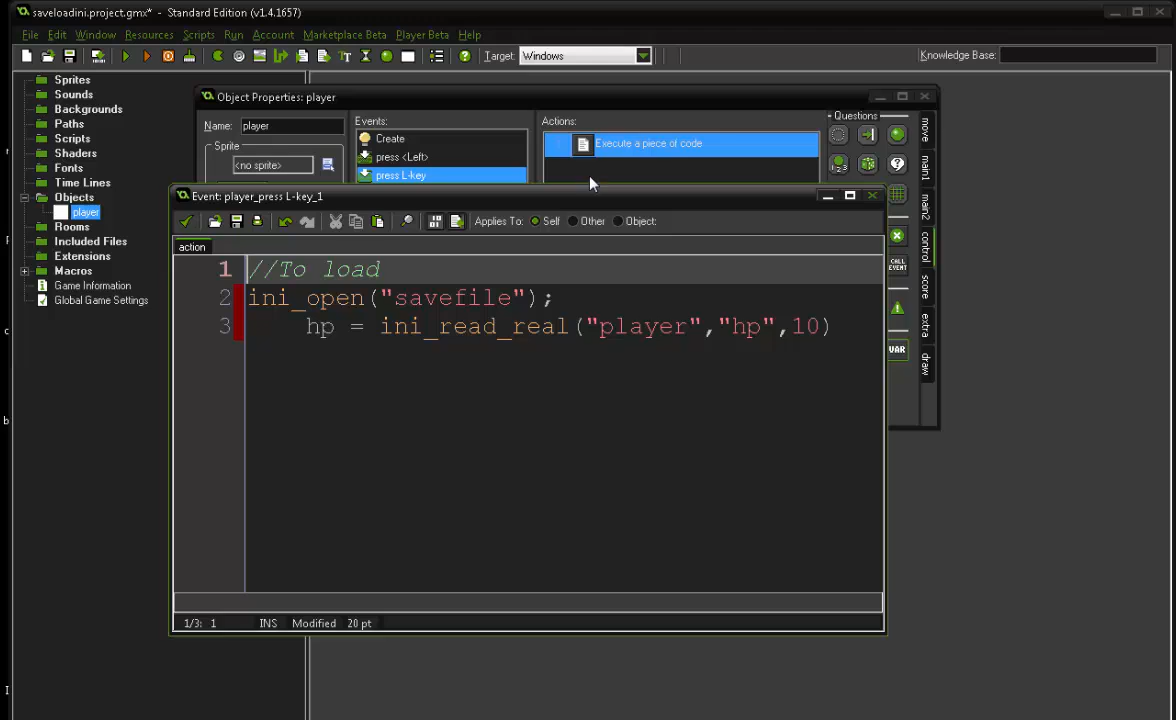 saveloadini.project.gmx* - Standard Edition (v1.4.1657)
File Edit Window Resources Scripts Run Account Marketplace Beta Player Beta Help
Target: Windows
Knowledge Base:
Sprites
Sounds
Backgrounds
Paths
Scripts
Shaders
Fonts
Time Lines
Objects
player
Rooms
Included Files
Extensions
Macros
Game Information
Global Game Settings
Object Properties: player
Name: player
Sprite
<no sprite>
Events:
Create
press <Left>
press L-key
Actions:
Execute a piece of code
Questions
CALL EVENT
VAR
move
main1
main2
control
score
extra
draw
Event: player_press L-key_1
Applies To: Self Other Object:
action
1 //To load
2 ini_open("savefile");
3 hp = ini_read_real("player","hp",10)
1/3: 1 INS Modified 20 pt